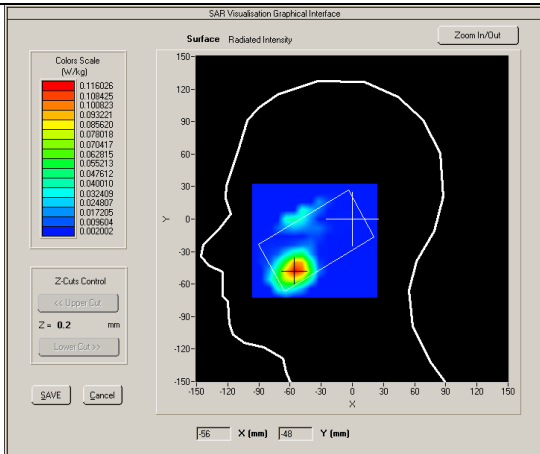 SAR Visualisation Graphical Interface
Surface Radiated Intensity
Zoom In/Out
Colors Scale
(W/kg)
0.116026
0.108425
0.100823
0.093221
0.085620
0.078018
0.070417
0.062815
0.055213
0.047612
0.040010
0.032409
0.024807
0.017205
0.009604
0.002002
Z-Cuts Control
<< Upper Cut
Z = 0.2 mm
Lower Cut >>
SAVE Cancel
150
120
90
60
30
0
-30
-60
-90
-120
-150
Y
-150 -120 -90 -60 -30 0 30 60 90 120 150
X
-56 X (mm) -48 Y (mm)